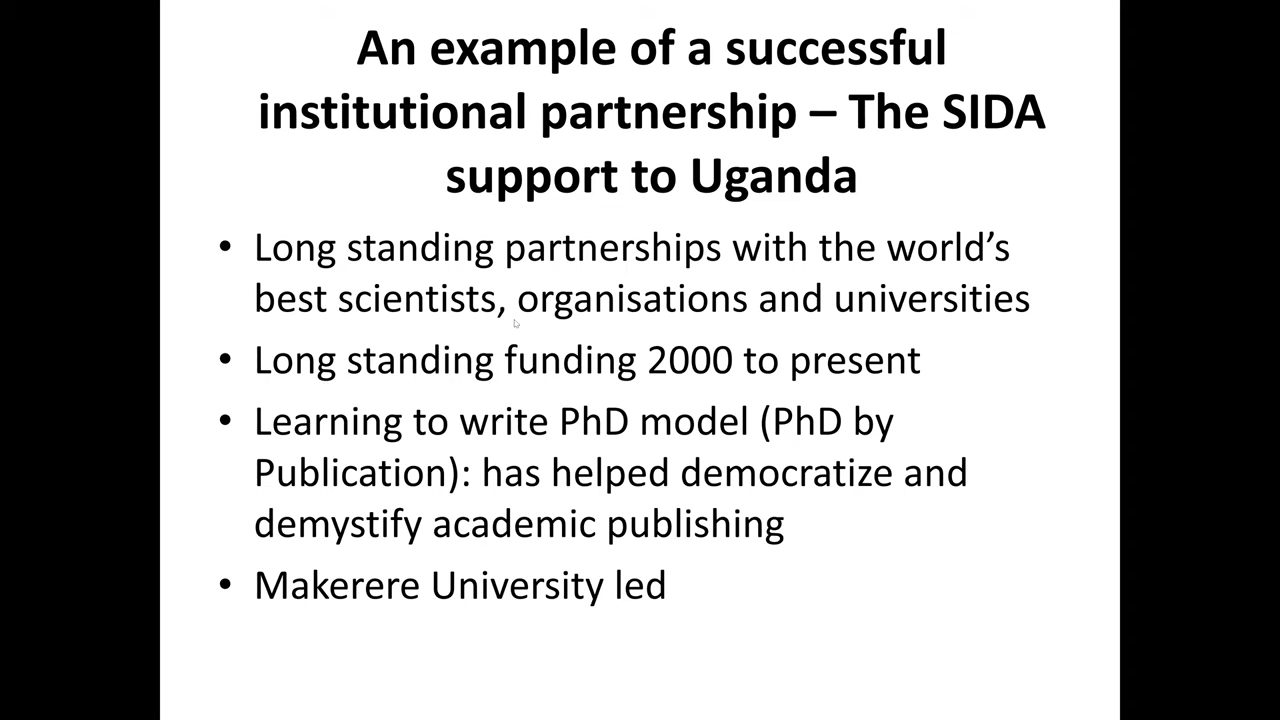 An example of a successful
institutional partnership – The SIDA
support to Uganda
• Long standing partnerships with the world’s
best scientists, organisations and universities
• Long standing funding 2000 to present
• Learning to write PhD model (PhD by
Publication): has helped democratize and
demystify academic publishing
• Makerere University led